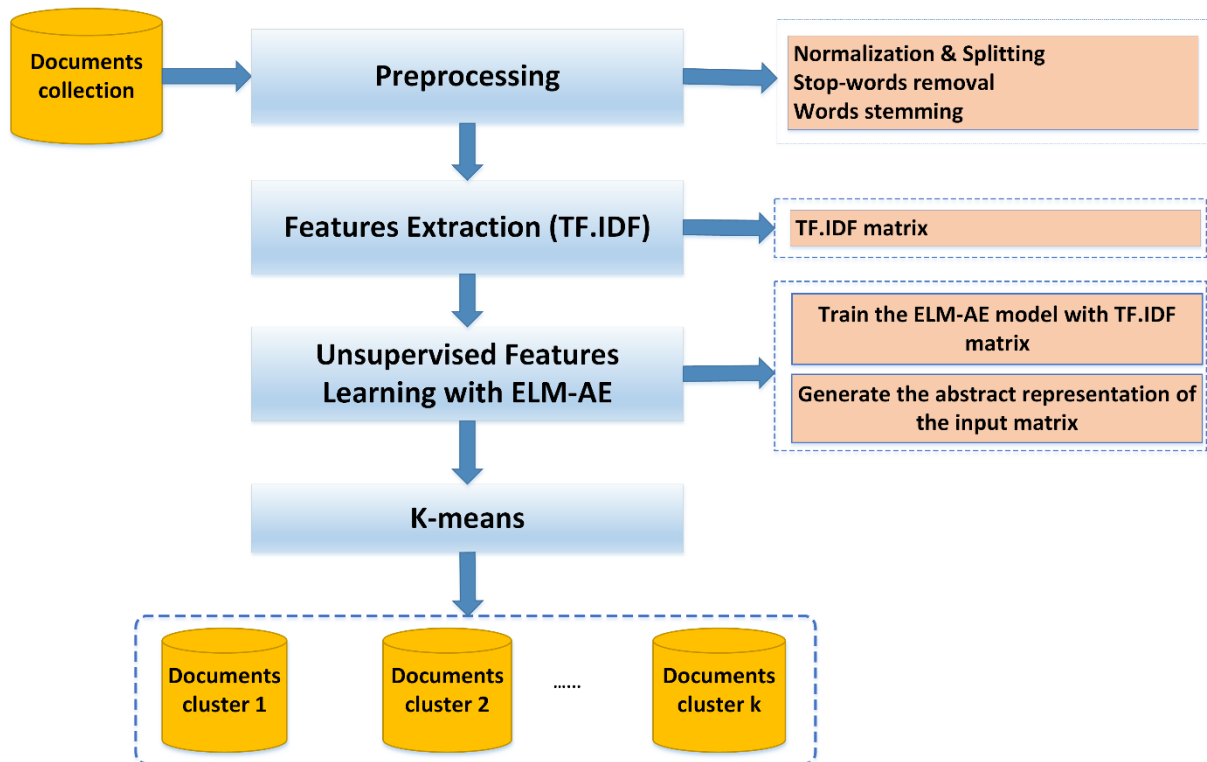 Documents
collection
Preprocessing
Normalization & Splitting
Stop-words removal
Words stemming
Features Extraction (TF.IDF)
TF.IDF matrix
Unsupervised Features
Learning with ELM-AE
Train the ELM-AE model with TF.IDF
matrix
Generate the abstract representation of
the input matrix
K-means
Documents
cluster 1
Documents
cluster 2
......
Documents
cluster k